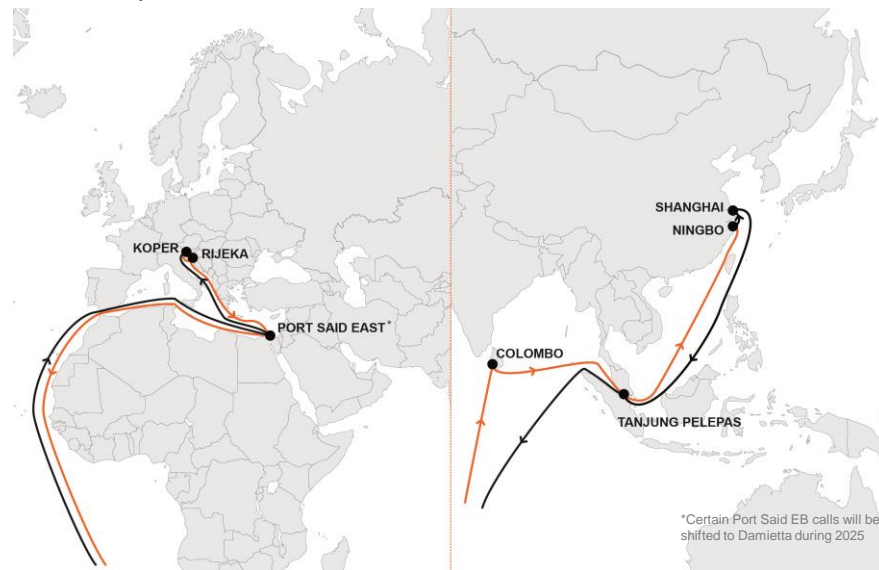 SHANGHAI
NINGBO
KOPER
RIJEKA
PORT SAID EAST*
COLOMBO
TANJUNG PELEPAS
*Certain Port Said EB calls will be
shifted to Damietta during 2025